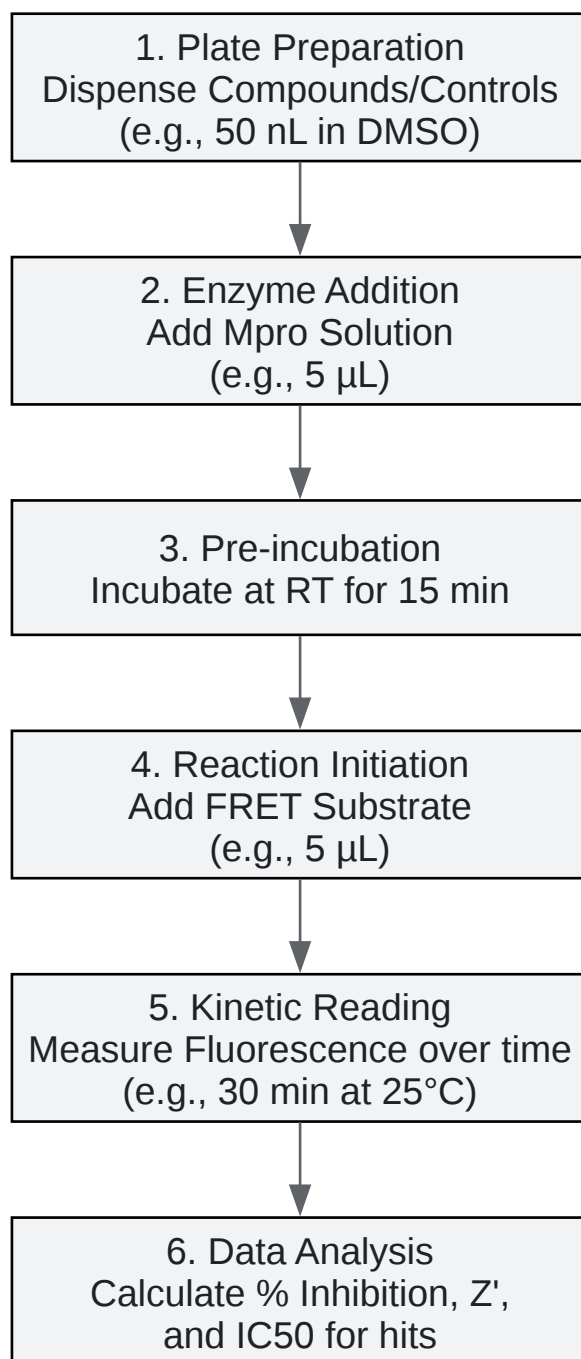 1. Plate Preparation
Dispense Compounds/Controls
(e.g., 50 nL in DMSO)
2. Enzyme Addition
Add Mpro Solution
(e.g., 5 µL)
3. Pre-incubation
Incubate at RT for 15 min
4. Reaction Initiation
Add FRET Substrate
(e.g., 5 µL)
5. Kinetic Reading
Measure Fluorescence over time
(e.g., 30 min at 25°C)
6. Data Analysis
Calculate % Inhibition, Z',
and IC50 for hits